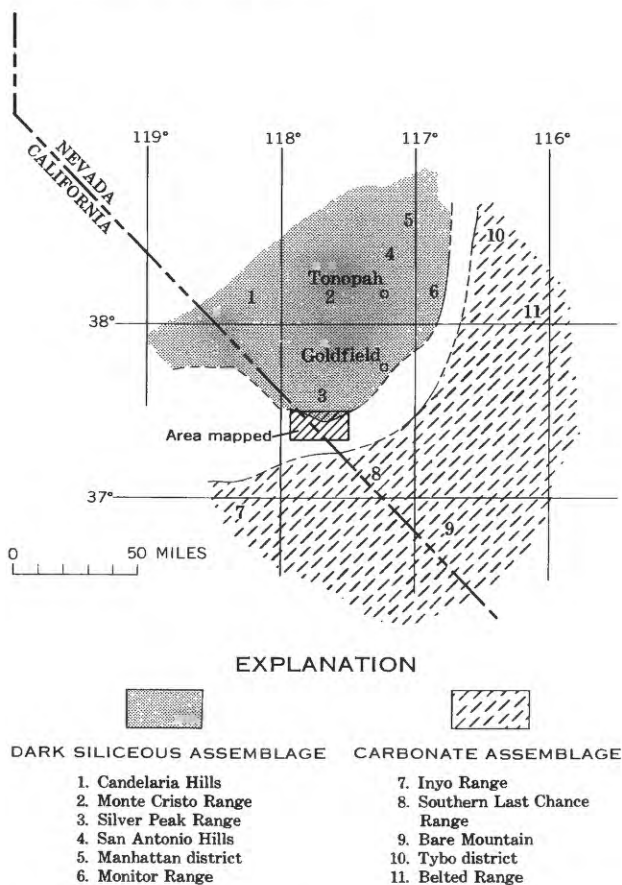 119° 118° 117° 116°
NEVADA
CALIFORNIA
5
10
4
Tonopah
1 2 6
11
38°
Goldfield
3
Area mapped
8
37°
7
9
0 50 MILES
EXPLANATION
DARK SILICEOUS ASSEMBLAGE
1. Candelaria Hills
2. Monte Cristo Range
3. Silver Peak Range
4. San Antonio Hills
5. Manhattan district
6. Monitor Range
CARBONATE ASSEMBLAGE
7. Inyo Range
8. Southern Last Chance
Range
9. Bare Mountain
10. Tybo district
11. Belted Range